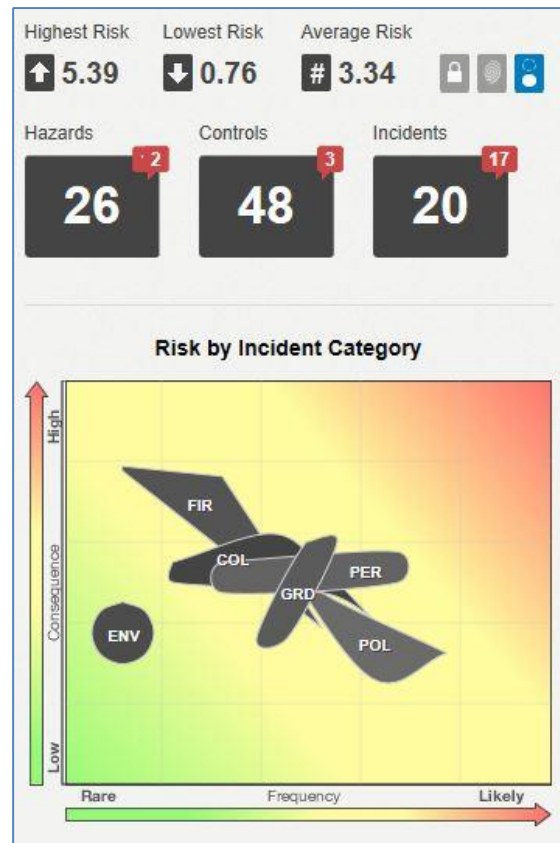 Highest Risk Lowest Risk Average Risk
5.39 0.76 # 3.34
Hazards Controls Incidents
2 3 17
26 48 20
Risk by Incident Category
High
Consequence
Low
FIR
COL
PER
GRD
ENV
POL
Rare Frequency Likely